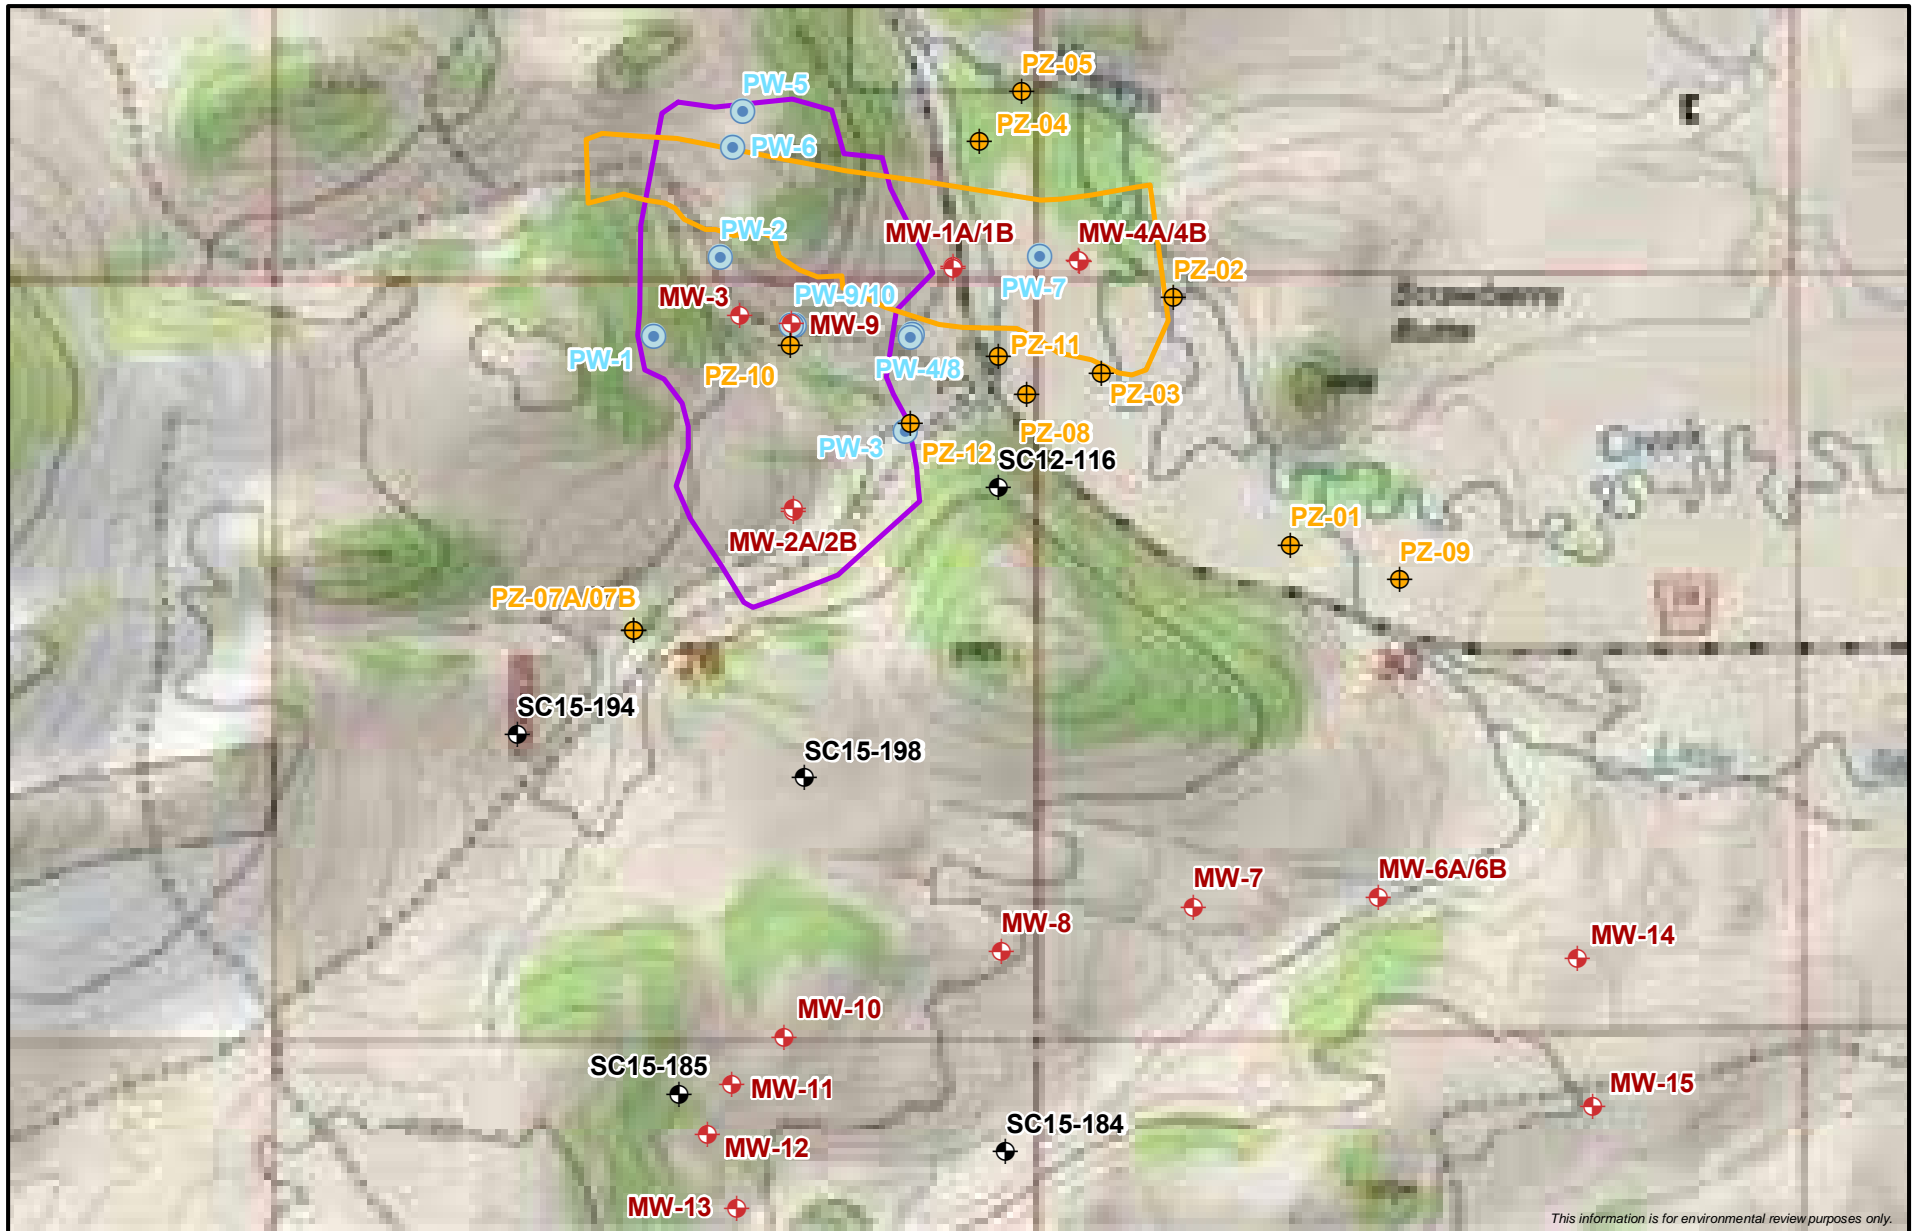 PZ-05
PW-5
PZ-04
PW-6
PW-2
MW-1A/1B
MW-4A/4B
PZ-02
PW-7
MW-3
PW-9/10
MW-9
PZ-11
PW-1
PZ-10
PW-4/8
PZ-03
PZ-08
PW-3
PZ-12
SC12-116
PZ-01
MW-2A/2B
PZ-09
PZ-07A/07B
SC15-194
SC15-198
MW-7
MW-6A/6B
MW-8
MW-14
MW-10
SC15-185
MW-11
MW-15
SC15-184
MW-12
MW-13
This information is for environmental review purposes only.